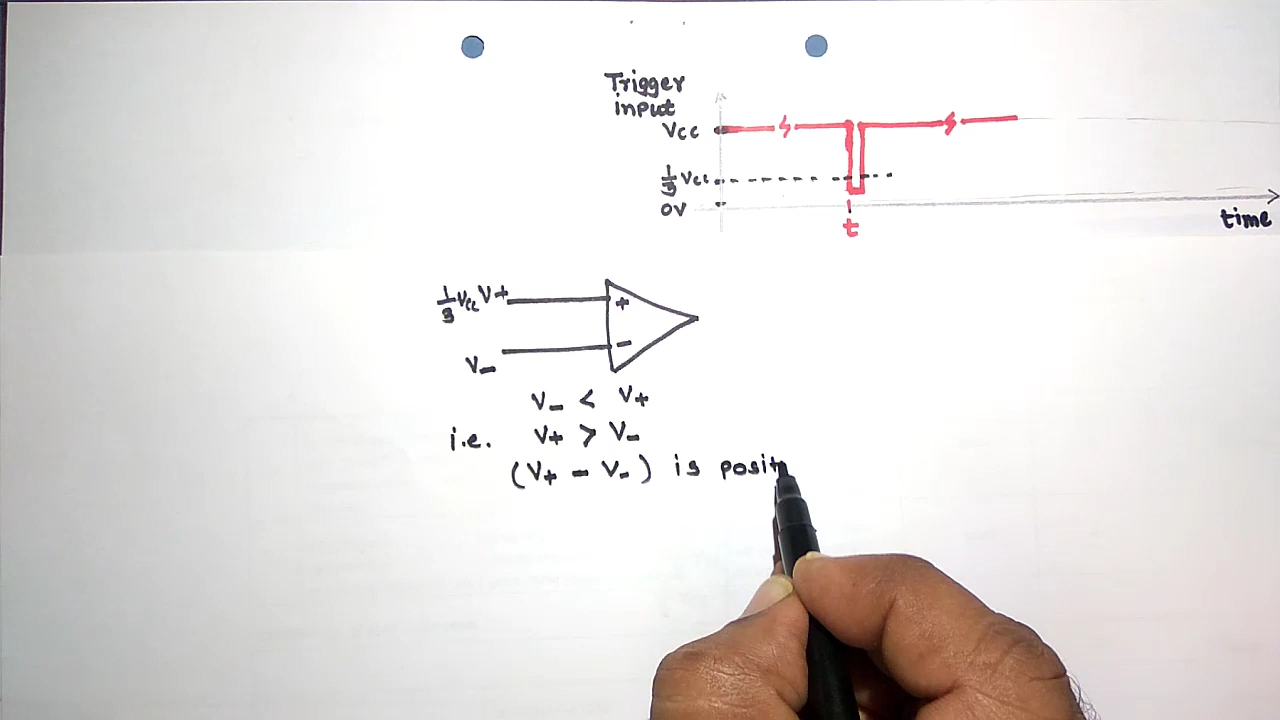 Trigger
input
Vcc
1/3 Vcc
0V
t
time
1/3 Vcc V+
+
V-
-
V- < V+
i.e. V+ > V-
(V+ - V-) is posit